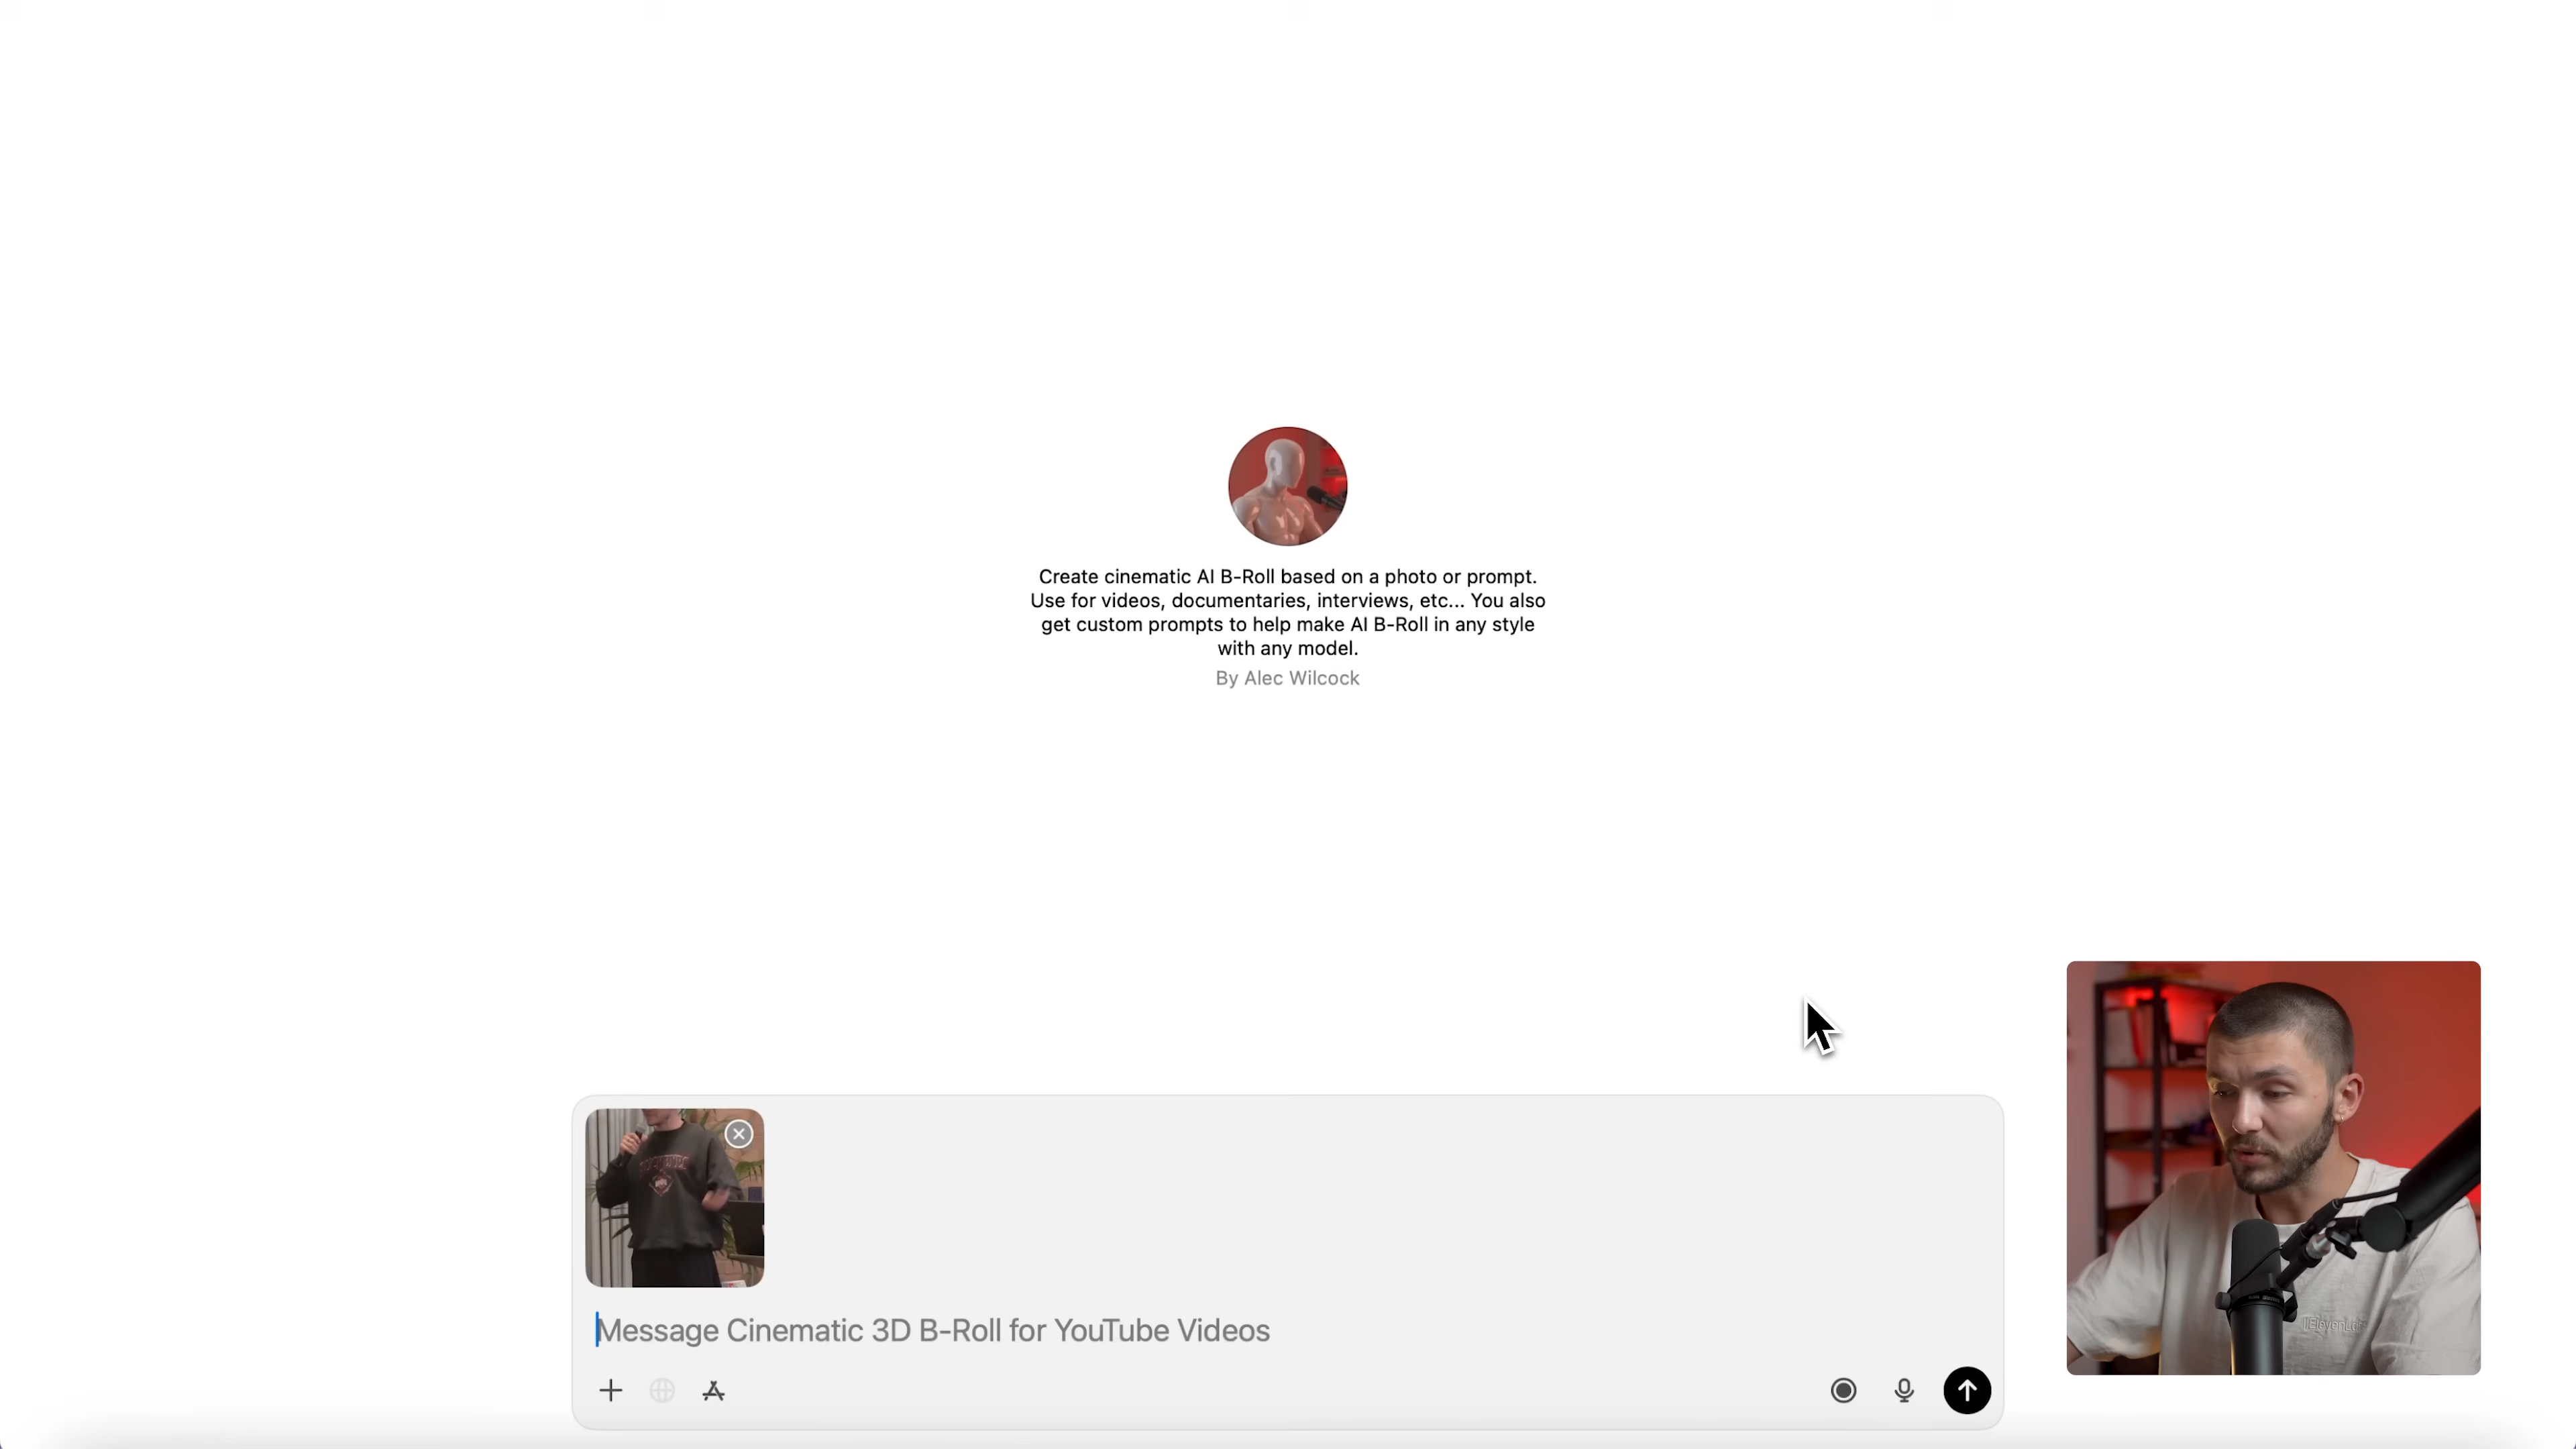 Create cinematic AI B-Roll based on a photo or prompt.
Use for videos, documentaries, interviews, etc... You also
get custom prompts to help make AI B-Roll in any style
with any model.
By Alec Wilcock
Message Cinematic 3D B-Roll for YouTube Videos